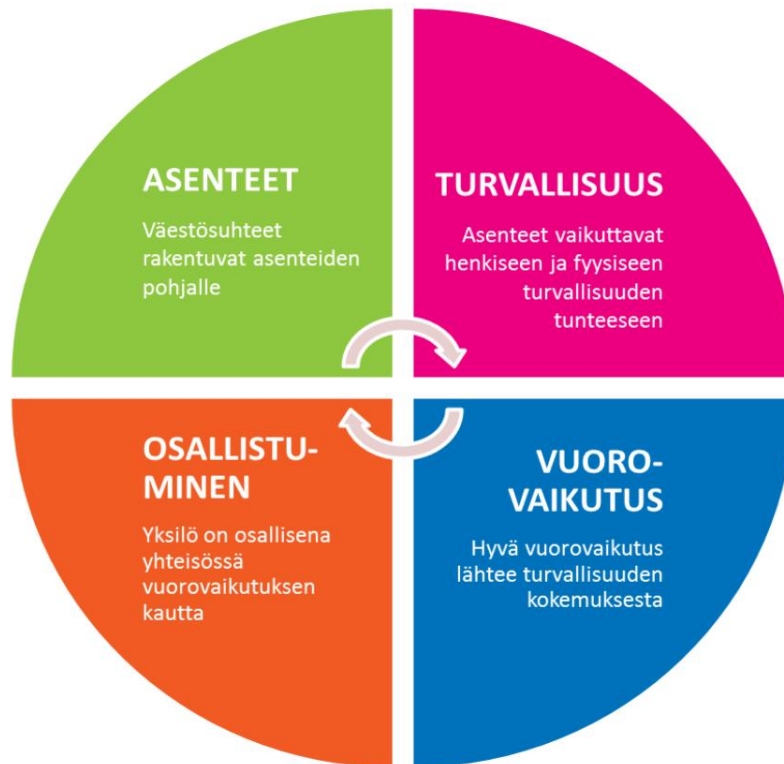 ASENTEET
Väestösuhteet
rakentuvat asenteiden
pohjalle
TURVALLISUUS
Asenteet vaikuttavat
henkiseen ja fyysiseen
turvallisuuden
tunteeseen
OSALLISTU-
MINEN
Yksilö on osallisena
yhteisössä
vuorovaikutuksen
kautta
VUORO-
VAIKUTUS
Hyvä vuorovaikutus
lähtee turvallisuuden
kokemuksesta